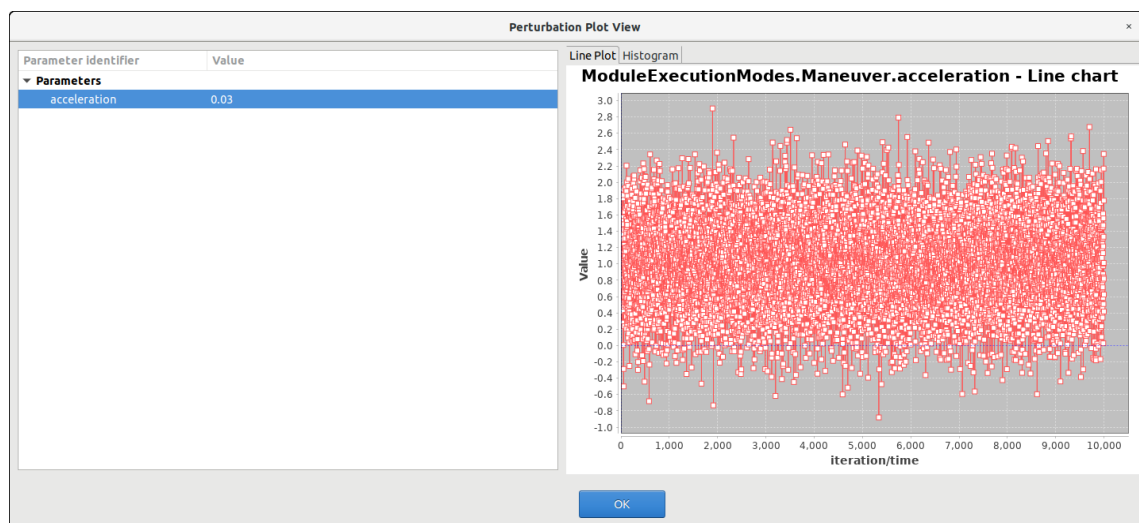 Perturbation Plot View
×
Parameter identifier Value
Parameters
acceleration 0.03
Line Plot Histogram
ModuleExecutionModes.Maneuver.acceleration - Line chart
3.0
2.8
2.6
2.4
2.2
2.0
1.8
1.6
1.4
1.2
1.0
0.8
0.6
0.4
0.2
0.0
-0.2
-0.4
-0.6
-0.8
-1.0
Value
0 1,000 2,000 3,000 4,000 5,000 6,000 7,000 8,000 9,000 10,000
iteration/time
OK